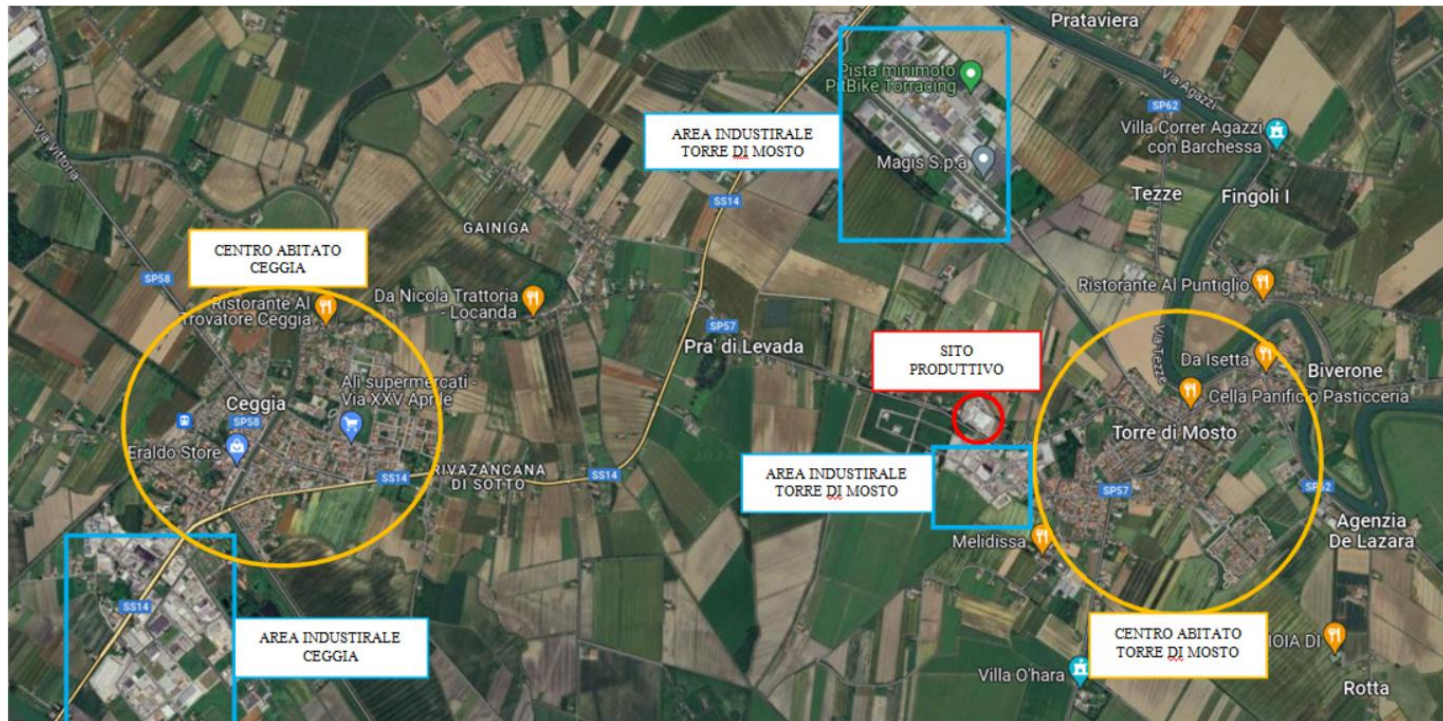 Prataviera
Via Agazzi
Pista minimoto
PitBike Torracing
SP62
AREA INDUSTIRALE
TORRE DI MOSTO
Villa Correr Agazzi
con Barchessa
Via Vittoria
Magis S.p.a
Tezze
Fingoli I
SS14
GAINIGA
CENTRO ABITATO
CEGGIA
SP58
Ristorante Al
Trovatore Ceggia
Da Nicola Trattoria
- Locanda
Ristorante Al Puntiglio
SP57
Pra' di Levada
SITO
PRODUTTIVO
Via Tezze
Da Isetta
Biverone
Ali supermercati -
Via XXV Aprile
Cella Panificio Pasticceria
Ceggia
SP58
Torre di Mosto
Eraldo Store
RIVAZANCANA
DI SOTTO
SS14
SS14
AREA INDUSTIRALE
TORRE DI MOSTO
SP57
SP62
Agenzia
De Lazara
Melidissa
SS14
AREA INDUSTIRALE
CEGGIA
CENTRO ABITATO
TORRE DI MOSTO
IOIA DI
Villa O'hara
Rotta